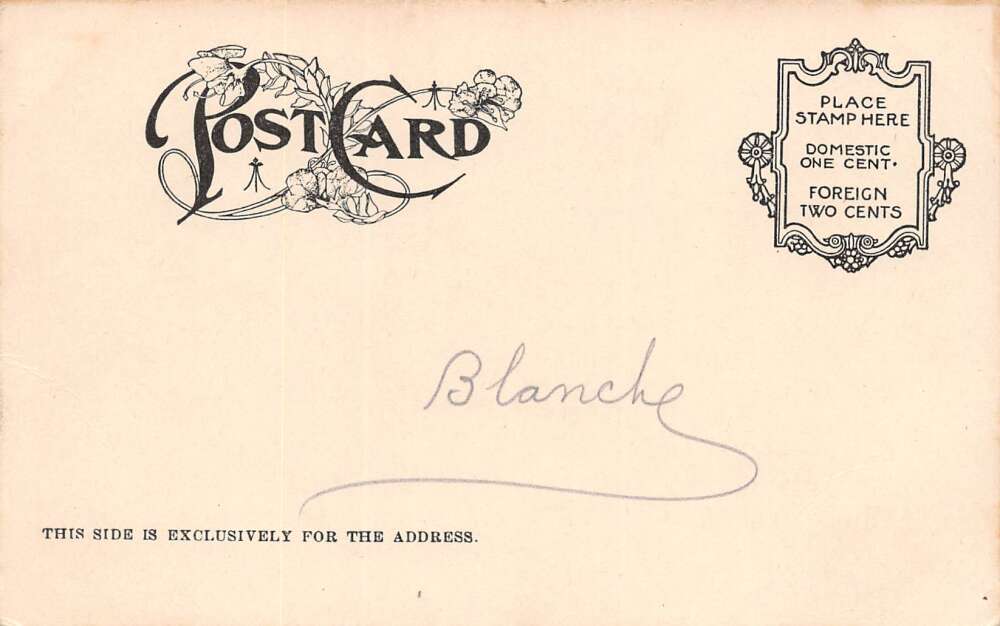 POST CARD
PLACE
STAMP HERE
DOMESTIC
ONE CENT.
FOREIGN
TWO CENTS
Blanche
THIS SIDE IS EXCLUSIVELY FOR THE ADDRESS.